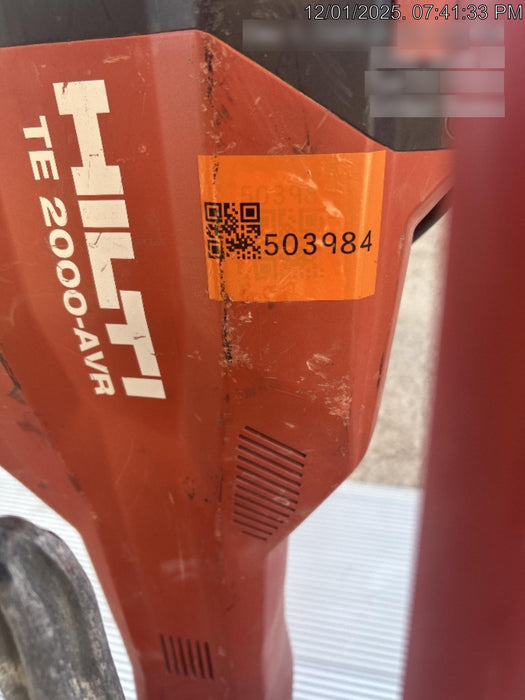 12/01/2025. 07:41:33 PM
HILTI
TE 2000-AVR
503984